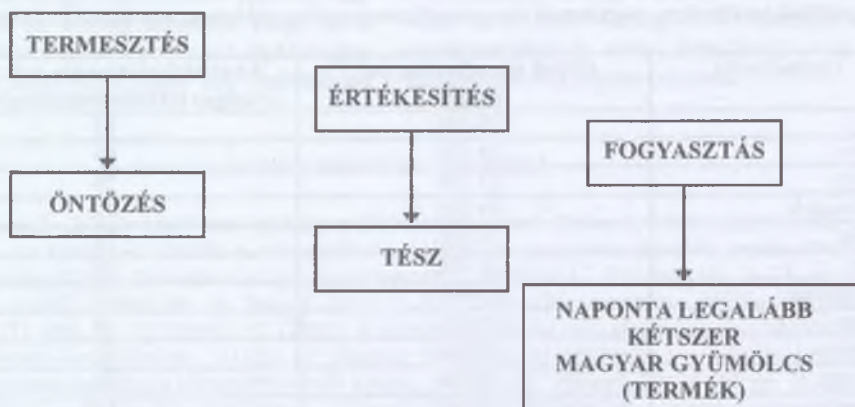 TERMESZTÉS
ÖNTÖZÉS
ÉRTÉKESÍTÉS
TÉSZ
FOGYASZTÁS
NAPONTA LEGALÁBB
KÉTSZER
MAGYAR GYÜMÖLCS
(TERMÉK)